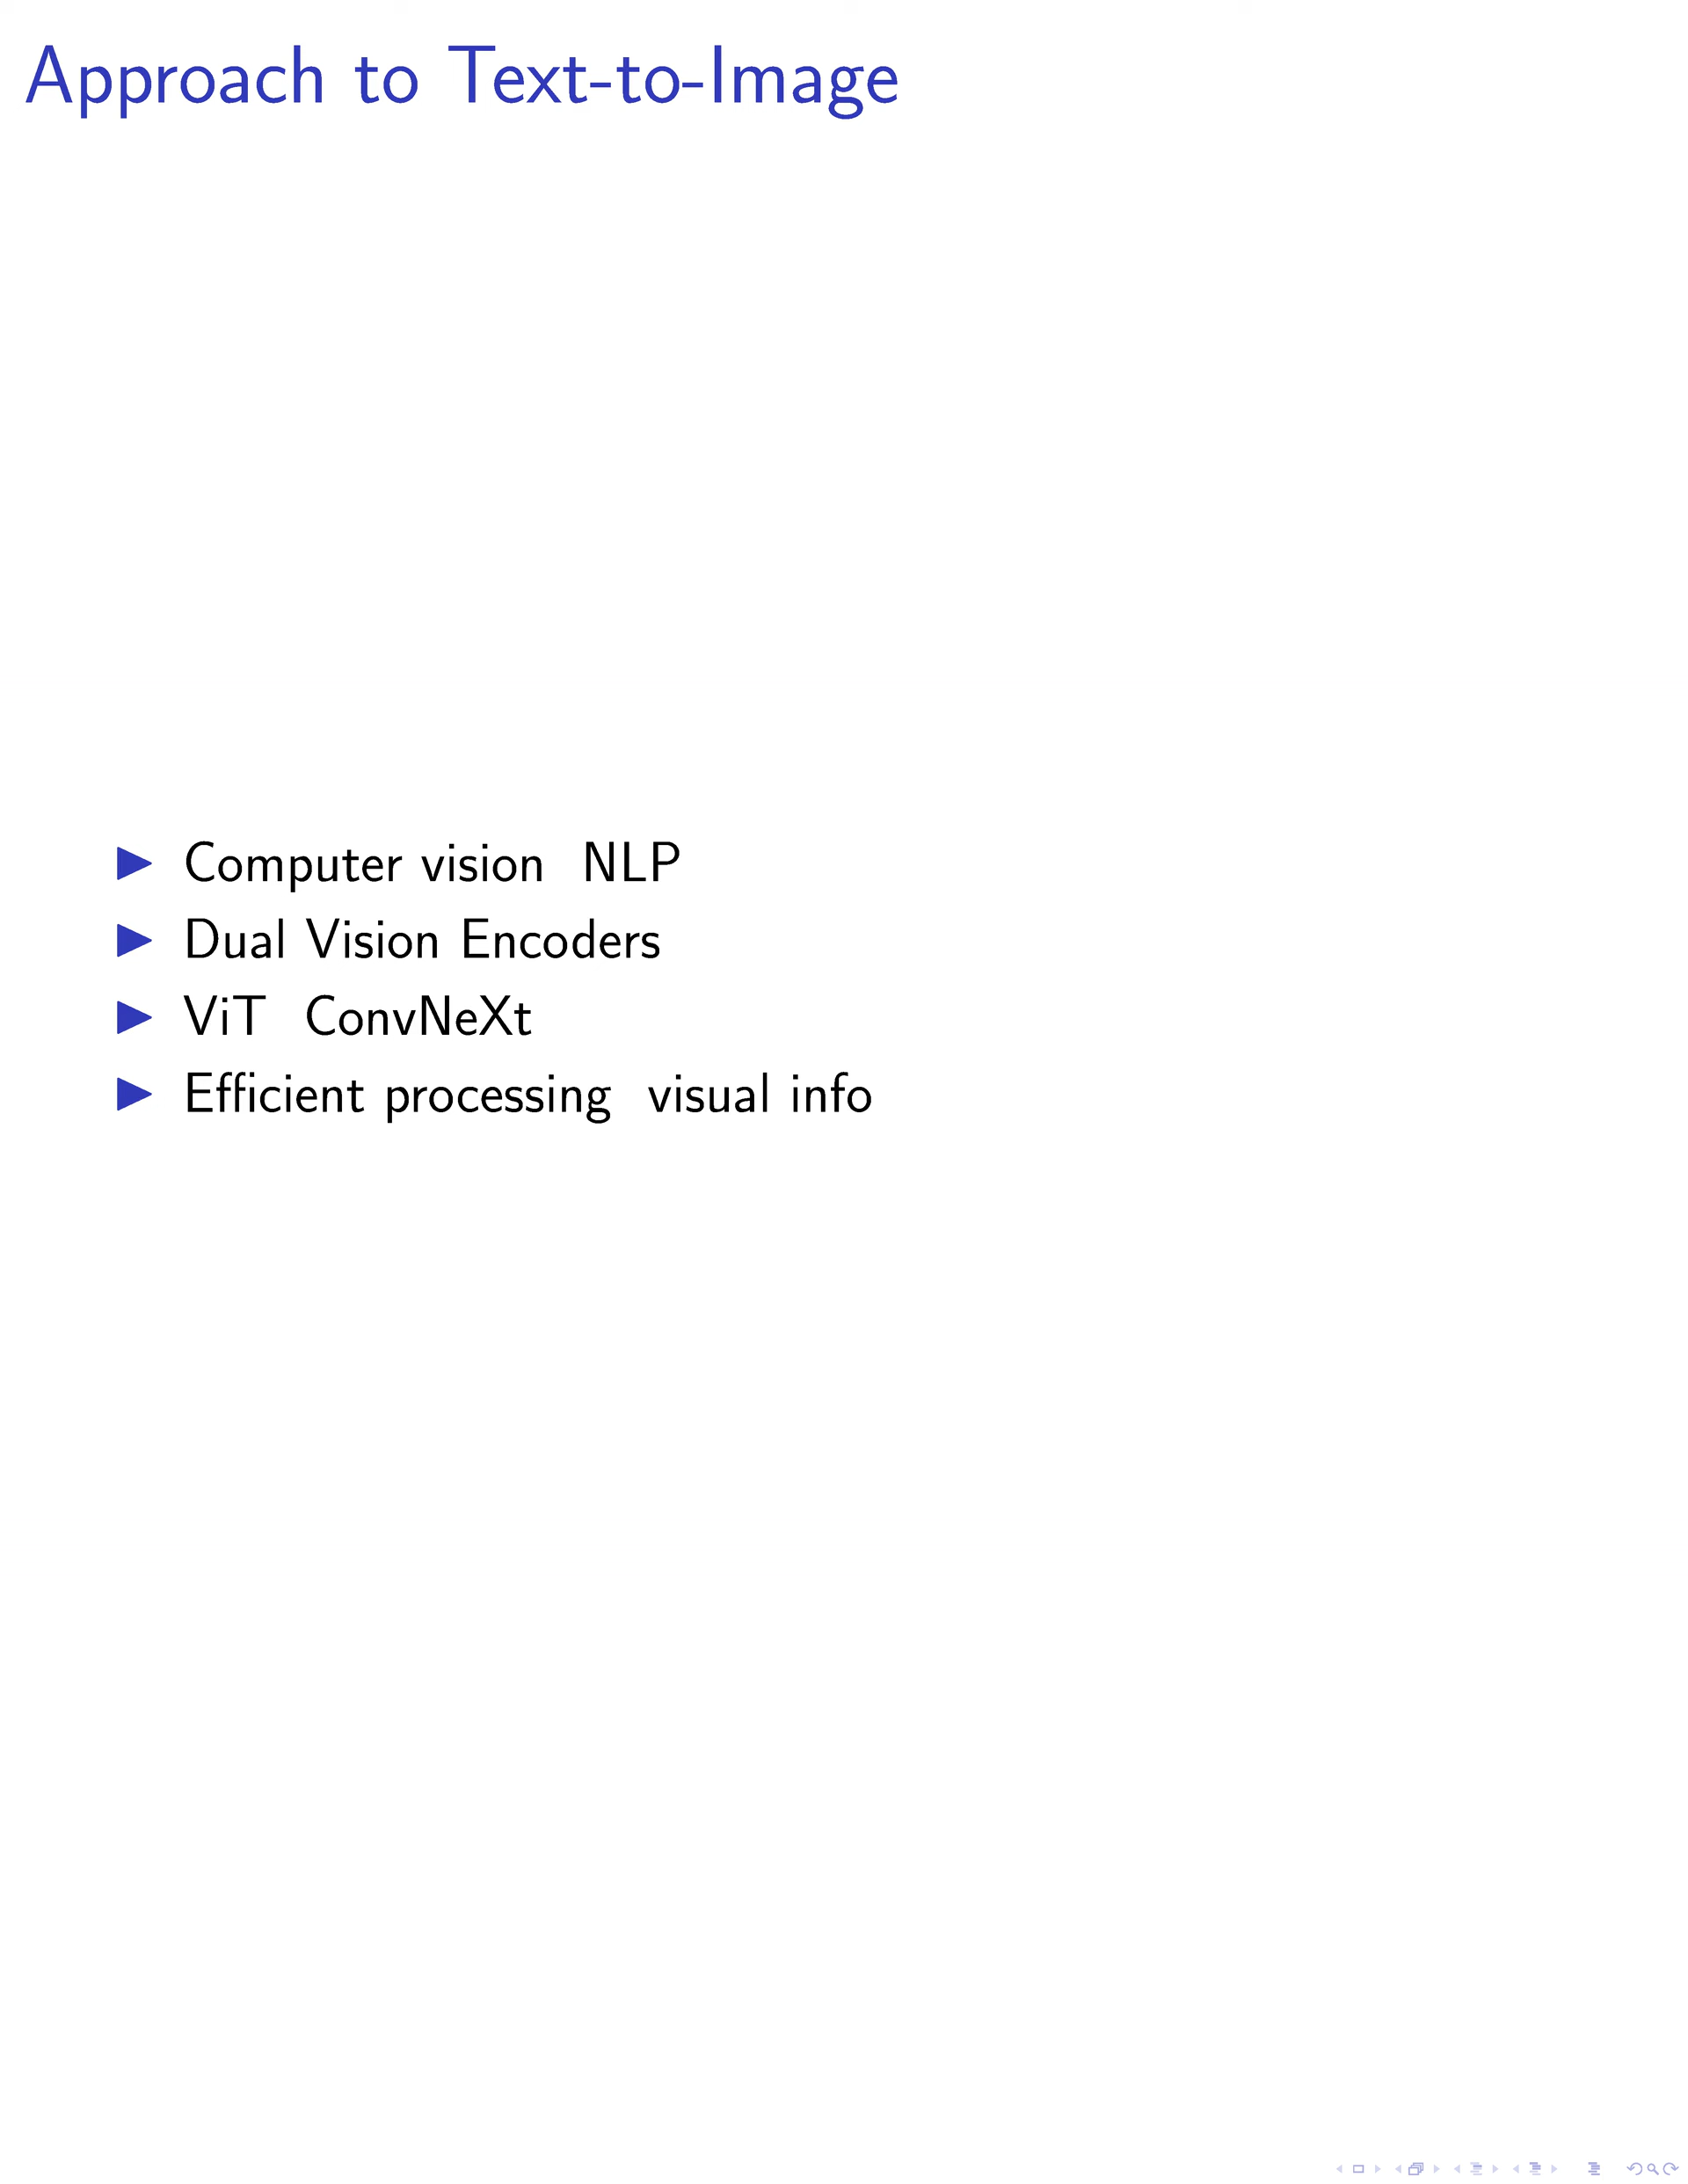 Approach to Text-to-Image
Computer vision NLP
Dual Vision Encoders
ViT ConvNeXt
Efficient processing visual info